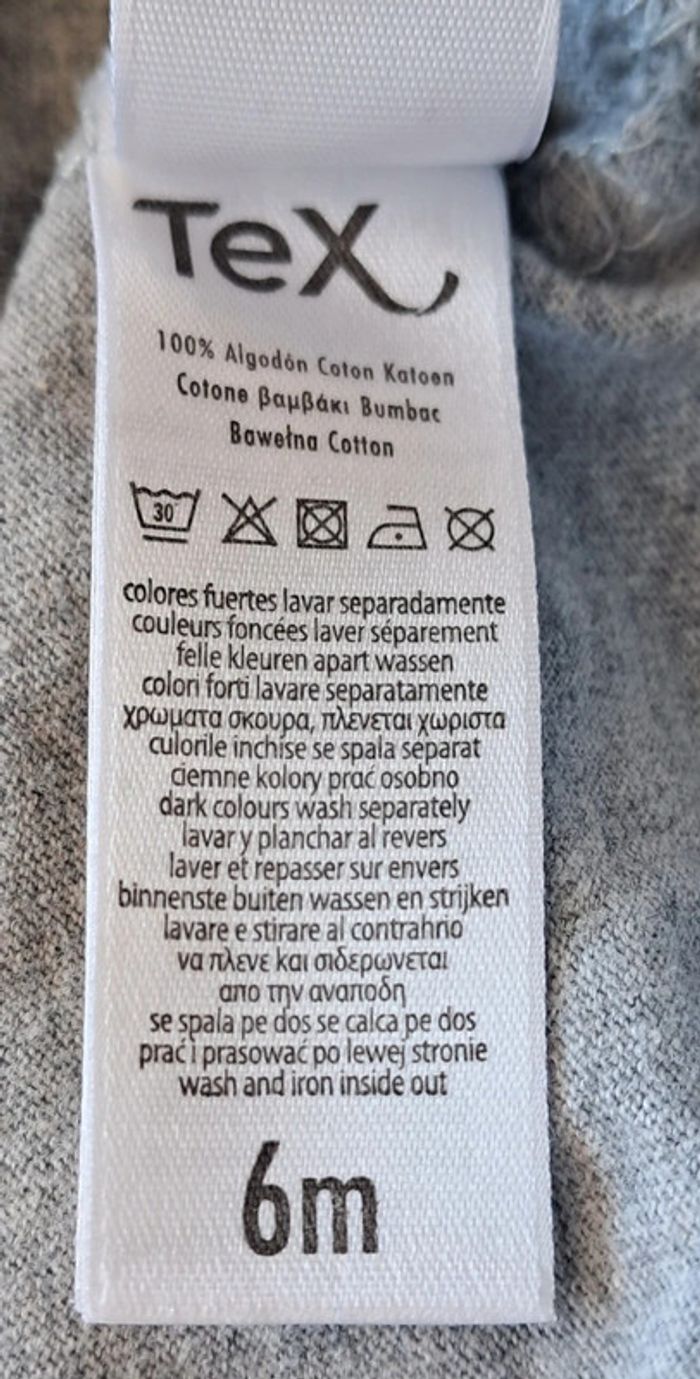 TeX
100% Algodón Coton Katoen
Cotone βαμβάκι Bumbac
Bawełna Cotton
30°
colores fuertes lavar separadamente
couleurs foncées laver séparement
felle kleuren apart wassen
colori forti lavare separatamente
χρωματα σκουρα, πλενεται χωριστα
culorile inchise se spala separat
ciemne kolory prać osobno
dark colours wash separately
lavar y planchar al revers
laver et repasser sur envers
binnenste buiten wassen en strijken
lavare e stirare al contrahrio
να πλενε και σιδερωνεται
απο την αναποδη
se spala pe dos se calca pe dos
prać i prasować po lewej stronie
wash and iron inside out
6m